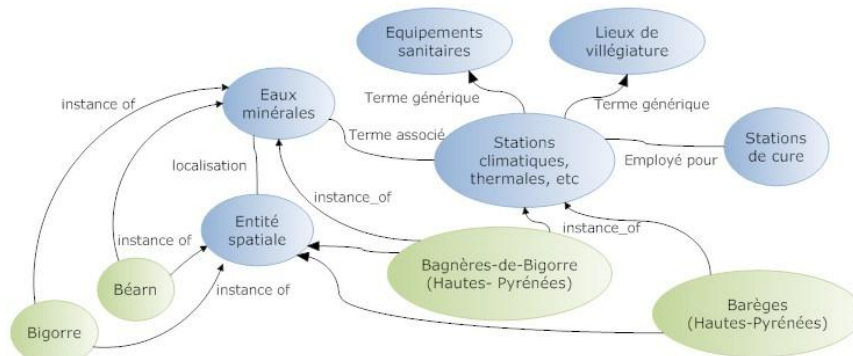 Equipements
sanitaires
Lieux de
villégiature
instance of
Eaux
minérales
Terme générique
Terme générique
Terme associé
Stations
climatiques,
thermales, etc
Employé pour
Stations
de cure
localisation
instance_of
Entité
spatiale
instance of
instance_of
Béarn
instance of
Bagnères-de-Bigorre
(Hautes- Pyrénées)
Barèges
(Hautes-Pyrénées)
Bigorre